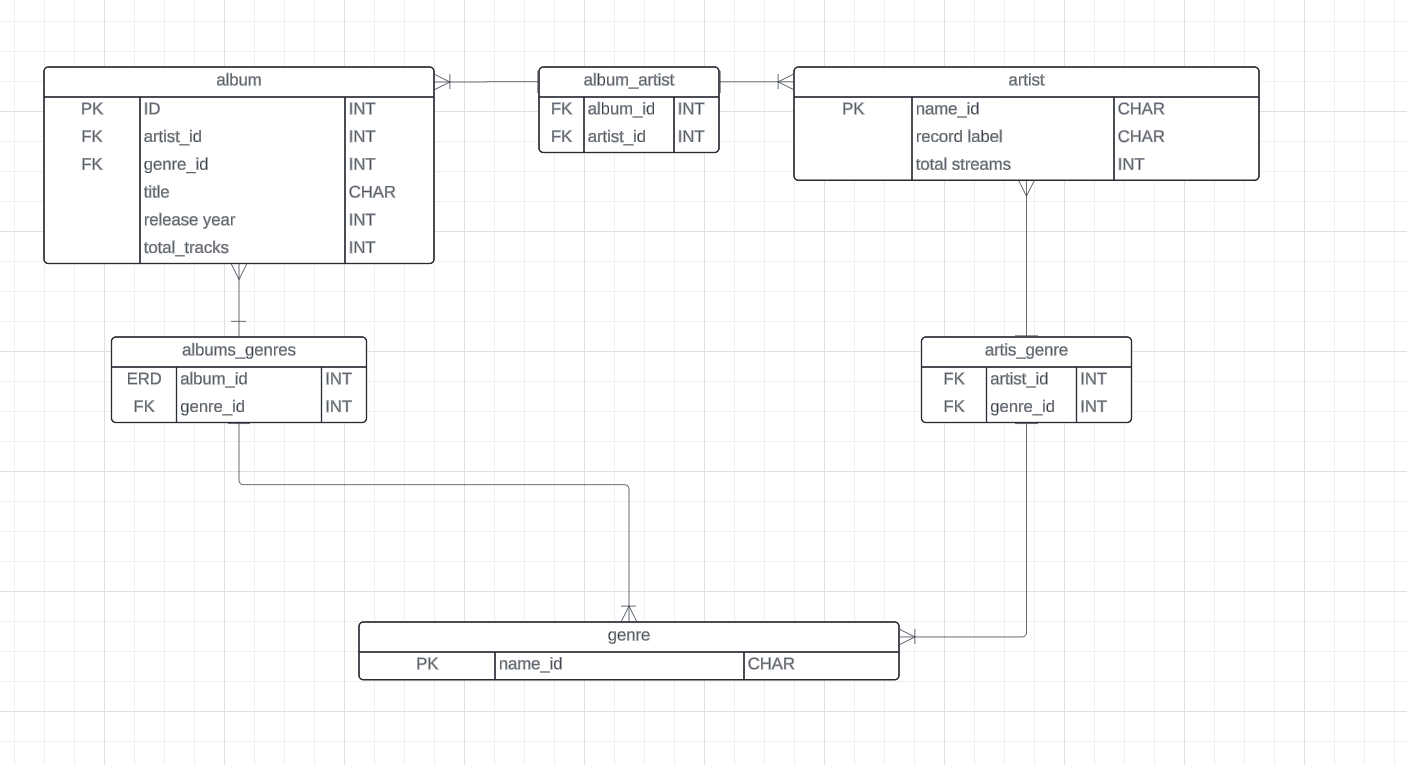 album
PK ID INT
FK artist_id INT
FK genre_id INT
title CHAR
release year INT
total_tracks INT
album_artist
FK album_id INT
FK artist_id INT
artist
PK name_id CHAR
record label CHAR
total streams INT
albums_genres
ERD album_id INT
FK genre_id INT
artis_genre
FK artist_id INT
FK genre_id INT
genre
PK name_id CHAR